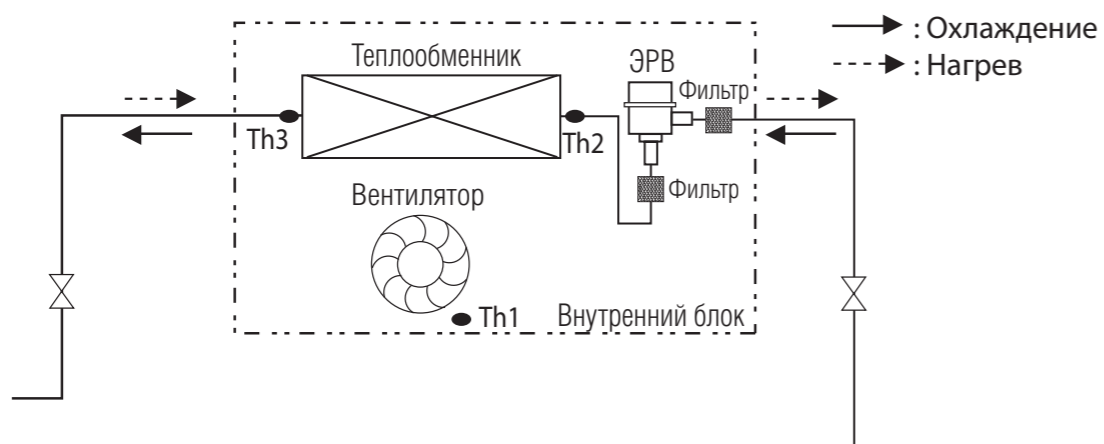 : Охлаждение
: Нагрев
Теплообменник
ЭРВ
Фильтр
Th3
Th2
Фильтр
Вентилятор
Th1
Внутренний блок